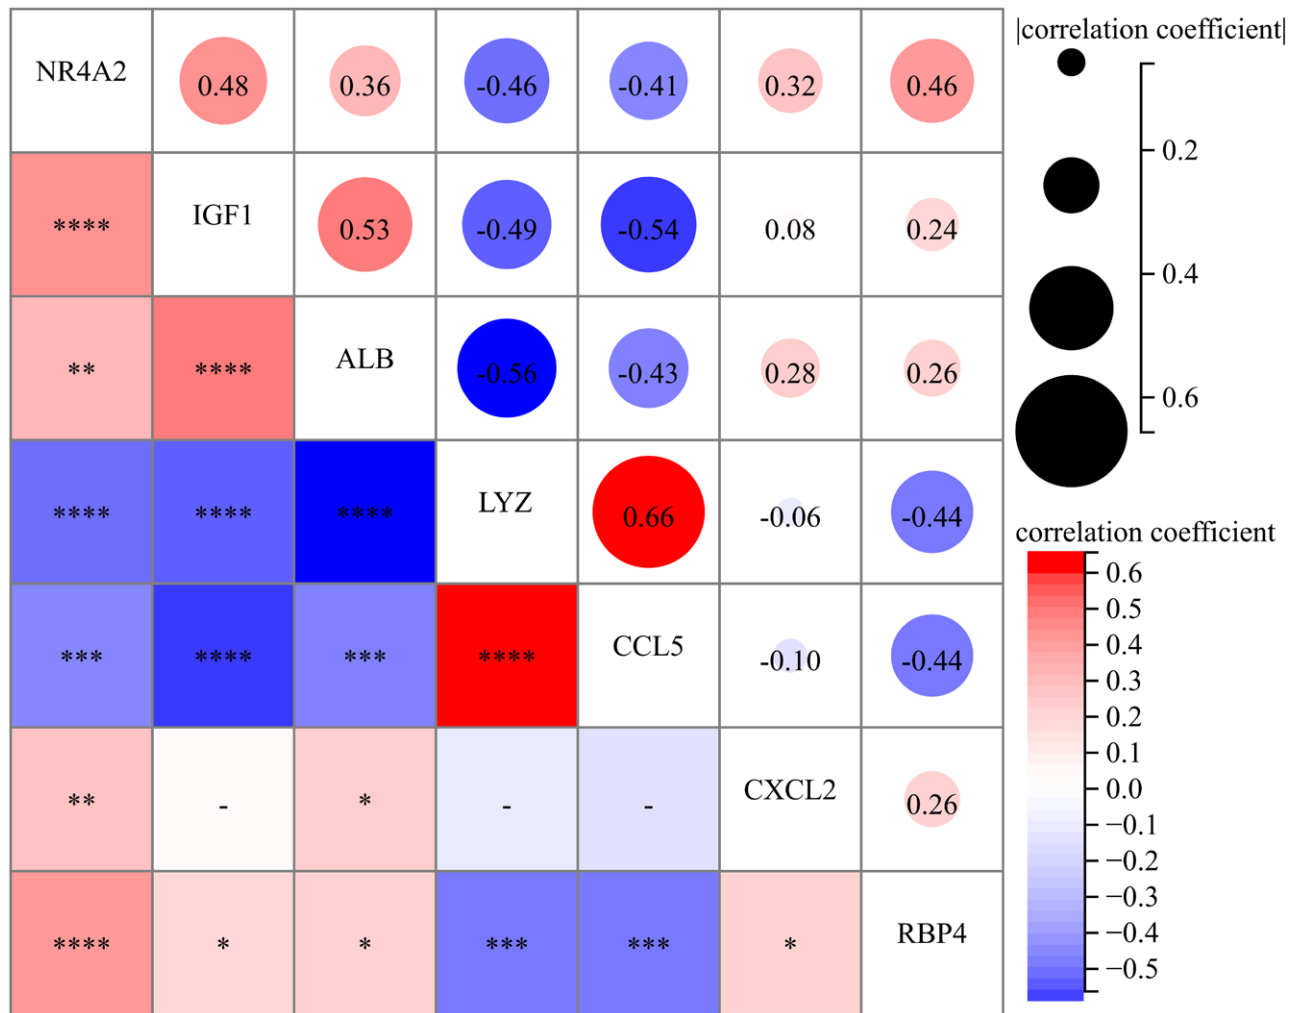 NR4A2 0.48 0.36 -0.46 -0.41 0.32 0.46
**** IGF1 0.53 -0.49 -0.54 0.08 0.24
** **** ALB -0.56 -0.43 0.28 0.26
**** **** **** LYZ 0.66 -0.06 -0.44
*** **** *** **** CCL5 -0.10 -0.44
** - * - - CXCL2 0.26
**** * * *** *** * RBP4
|correlation coefficient|
0.2
0.4
0.6
correlation coefficient
0.6
0.5
0.4
0.3
0.2
0.1
0.0
−0.1
−0.2
−0.3
−0.4
−0.5